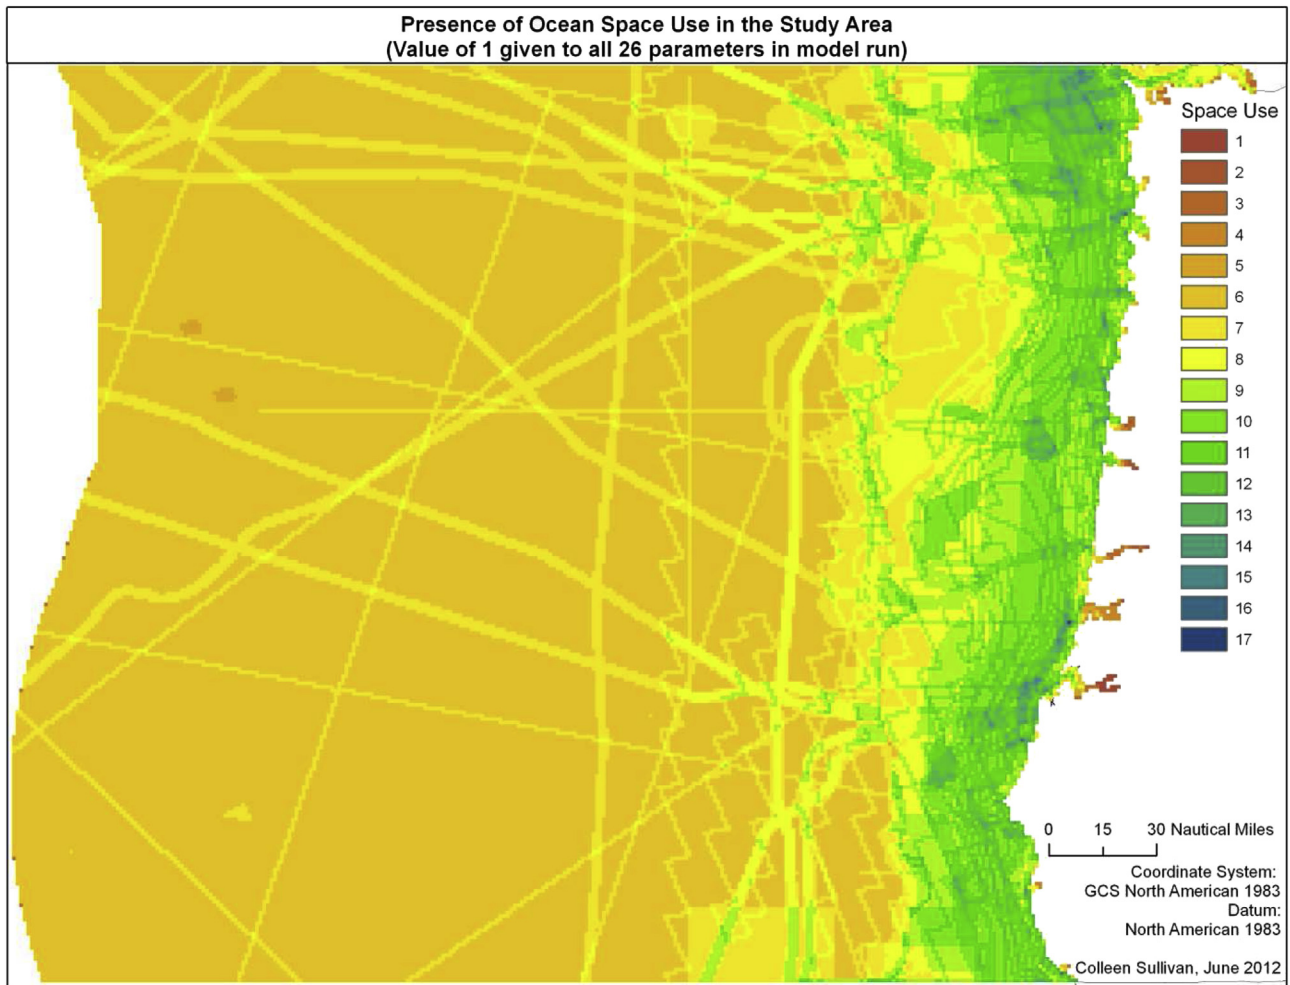 Presence of Ocean Space Use in the Study Area
(Value of 1 given to all 26 parameters in model run)
Space Use
1
2
3
4
5
6
7
8
9
10
11
12
13
14
15
16
17
0 15 30 Nautical Miles
Coordinate System:
GCS North American 1983
Datum:
North American 1983
Colleen Sullivan, June 2012